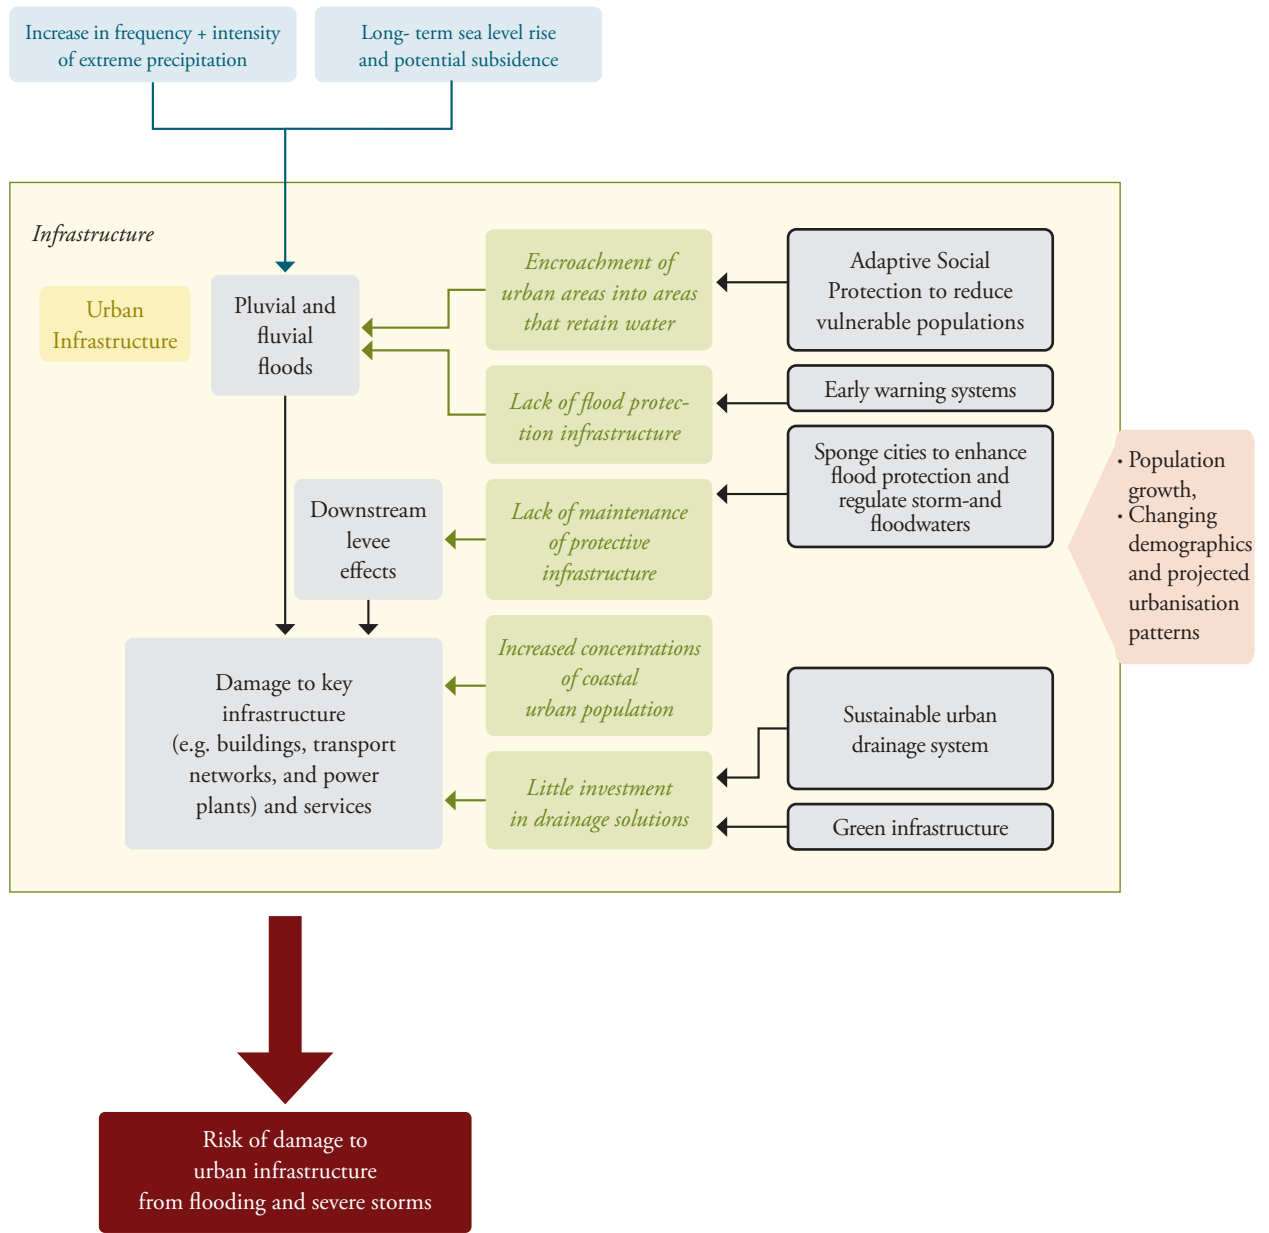 Increase in frequency + intensity
of extreme precipitation
Long- term sea level rise
and potential subsidence
Infrastructure
Urban
Infrastructure
Pluvial and
fluvial
floods
Encroachment of
urban areas into areas
that retain water
Adaptive Social
Protection to reduce
vulnerable populations
Lack of flood protec-
tion infrastructure
Early warning systems
Sponge cities to enhance
flood protection and
regulate storm-and
floodwaters
• Population
growth,
• Changing
demographics
and projected
urbanisation
patterns
Downstream
levee
effects
Lack of maintenance
of protective
infrastructure
Damage to key
infrastructure
(e.g. buildings, transport
networks, and power
plants) and services
Increased concentrations
of coastal
urban population
Sustainable urban
drainage system
Little investment
in drainage solutions
Green infrastructure
Risk of damage to
urban infrastructure
from flooding and severe storms